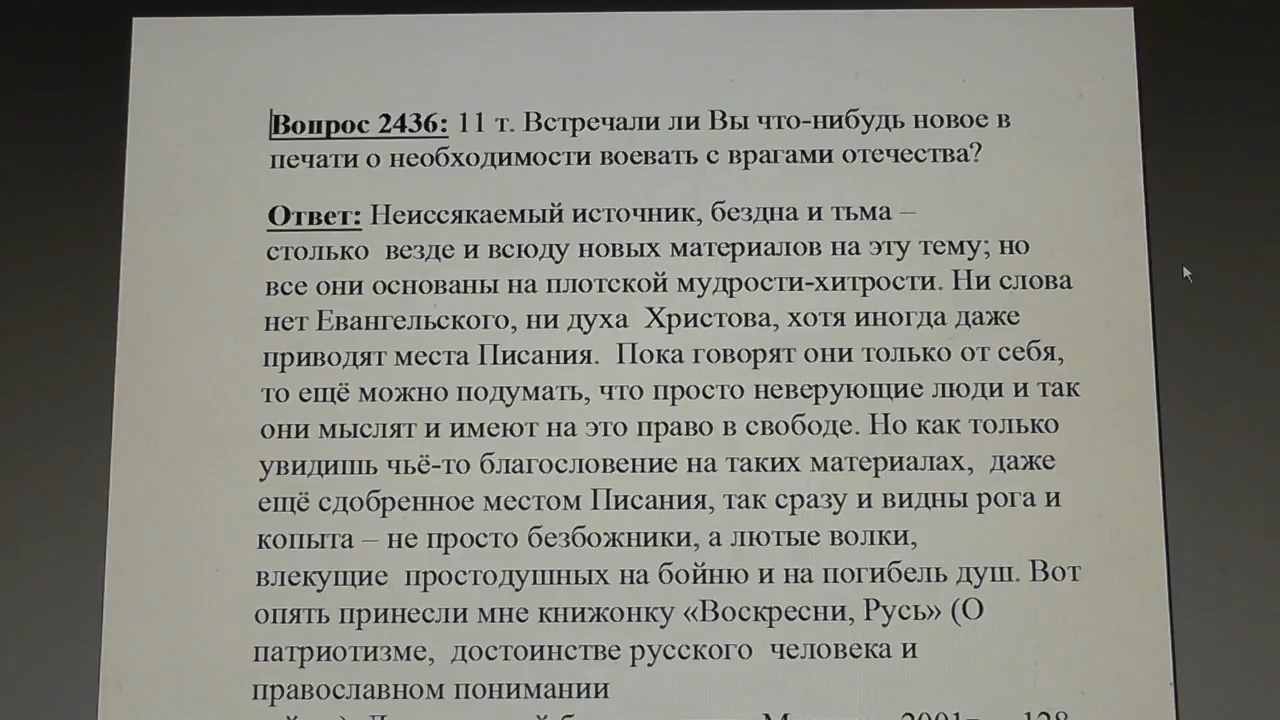 Вопрос 2436: 11 т. Встречали ли Вы что-нибудь новое в
печати о необходимости воевать с врагами отечества?
Ответ: Неиссякаемый источник, бездна и тьма –
столько везде и всюду новых материалов на эту тему; но
все они основаны на плотской мудрости-хитрости. Ни слова
нет Евангельского, ни духа Христова, хотя иногда даже
приводят места Писания. Пока говорят они только от себя,
то ещё можно подумать, что просто неверующие люди и так
они мыслят и имеют на это право в свободе. Но как только
увидишь чьё-то благословение на таких материалах, даже
ещё сдобренное местом Писания, так сразу и видны рога и
копыта – не просто безбожники, а лютые волки,
влекущие простодушных на бойню и на погибель душ. Вот
опять принесли мне книжонку «Воскресни, Русь» (О
патриотизме, достоинстве русского человека и
православном понимании